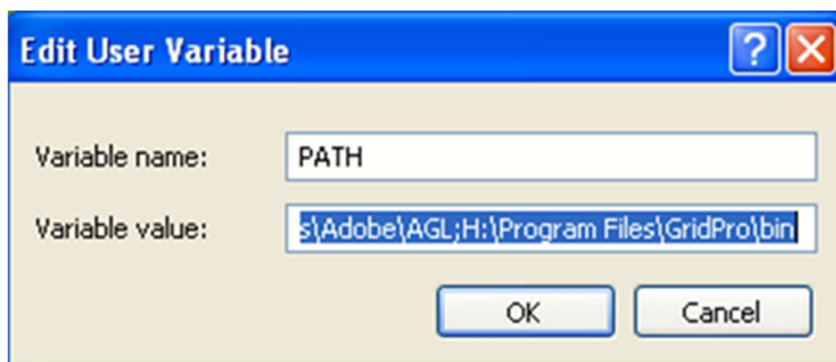 Edit User Variable
Variable name: PATH
Variable value: s\Adobe\AGL;H:\Program Files\GridPro\bin
OK Cancel